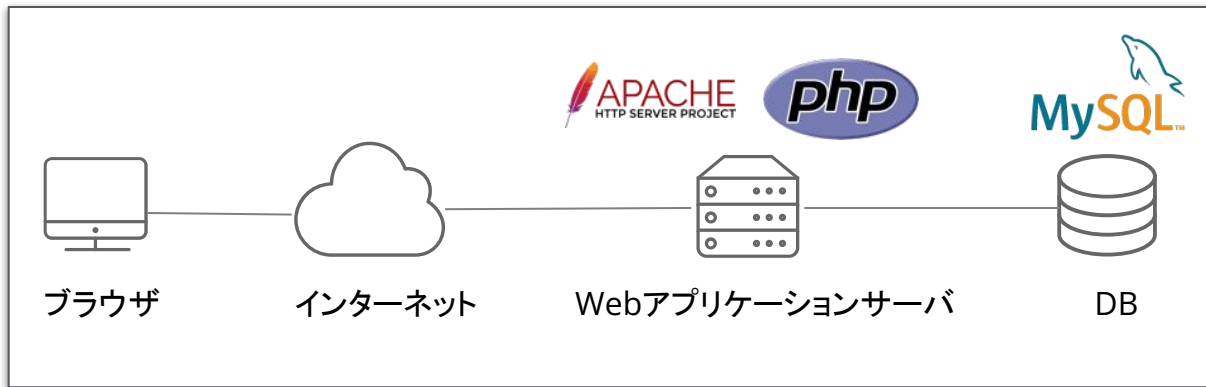 APACHE
HTTP SERVER PROJECT
php
MySQL™
ブラウザ
インターネット
Webアプリケーションサーバ
DB